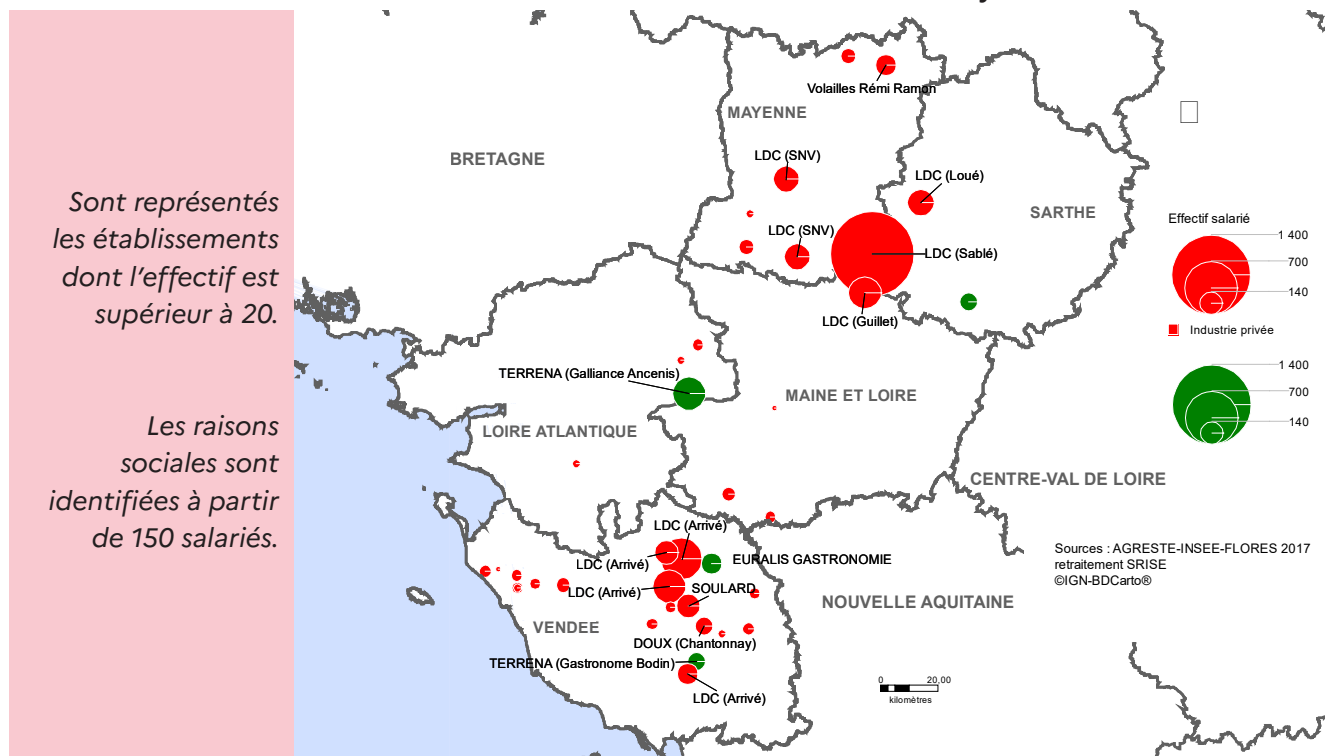 Sont représentés
les établissements
dont l'effectif est
supérieur à 20.
Les raisons
sociales sont
identifiées à partir
de 150 salariés.
Volailles Rémi Ramon
MAYENNE
BRETAGNE
LDC (SNV)
LDC (Loué)
SARTHE
LDC (SNV)
LDC (Sablé)
LDC (Guillet)
TERRENA (Galliance Ancenis)
MAINE ET LOIRE
LOIRE ATLANTIQUE
CENTRE-VAL DE LOIRE
LDC (Arrivé)
LDC (Arrivé)
EURALIS GASTRONOMIE
LDC (Arrivé)
SOULARD
NOUVELLE AQUITAINE
VENDEE
DOUX (Chantonnay)
TERRENA (Gastronome Bodin)
LDC (Arrivé)
Effectif salarié
1 400
700
140
Industrie privée
1 400
700
140
Sources : AGRESTE-INSEE-FLORES 2017
retraitement SRISE
©IGN-BDCarto®
0 20,00
kilomètres